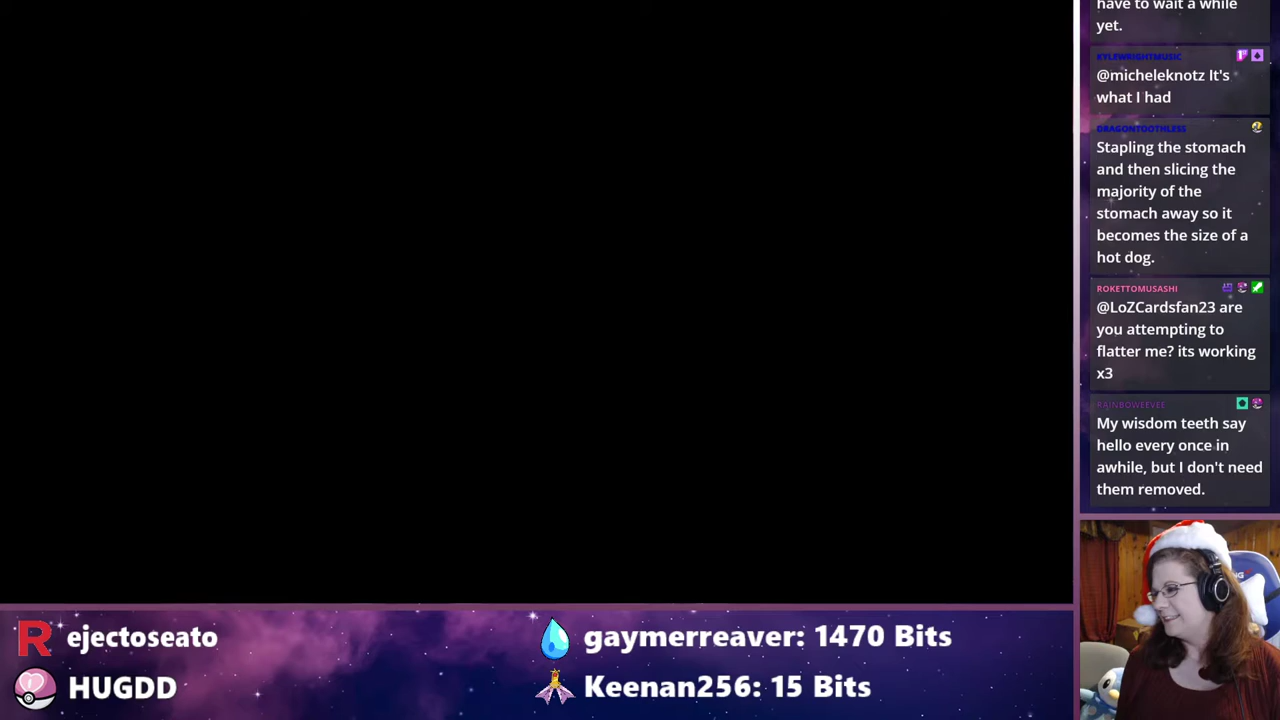 have to wait a while
yet.
KYLEWRIGHTMUSIC
@micheleknotz It's
what I had
DRAGONTOOTHLESS
Stapling the stomach
and then slicing the
majority of the
stomach away so it
becomes the size of a
hot dog.
ROKETTOMUSASHI
@LoZCardsfan23 are
you attempting to
flatter me? its working
x3
RAINBOWEEVEE
My wisdom teeth say
hello every once in
awhile, but I don't need
them removed.
R ejectoseato
HUGDD
gaymerreaver: 1470 Bits
Keenan256: 15 Bits